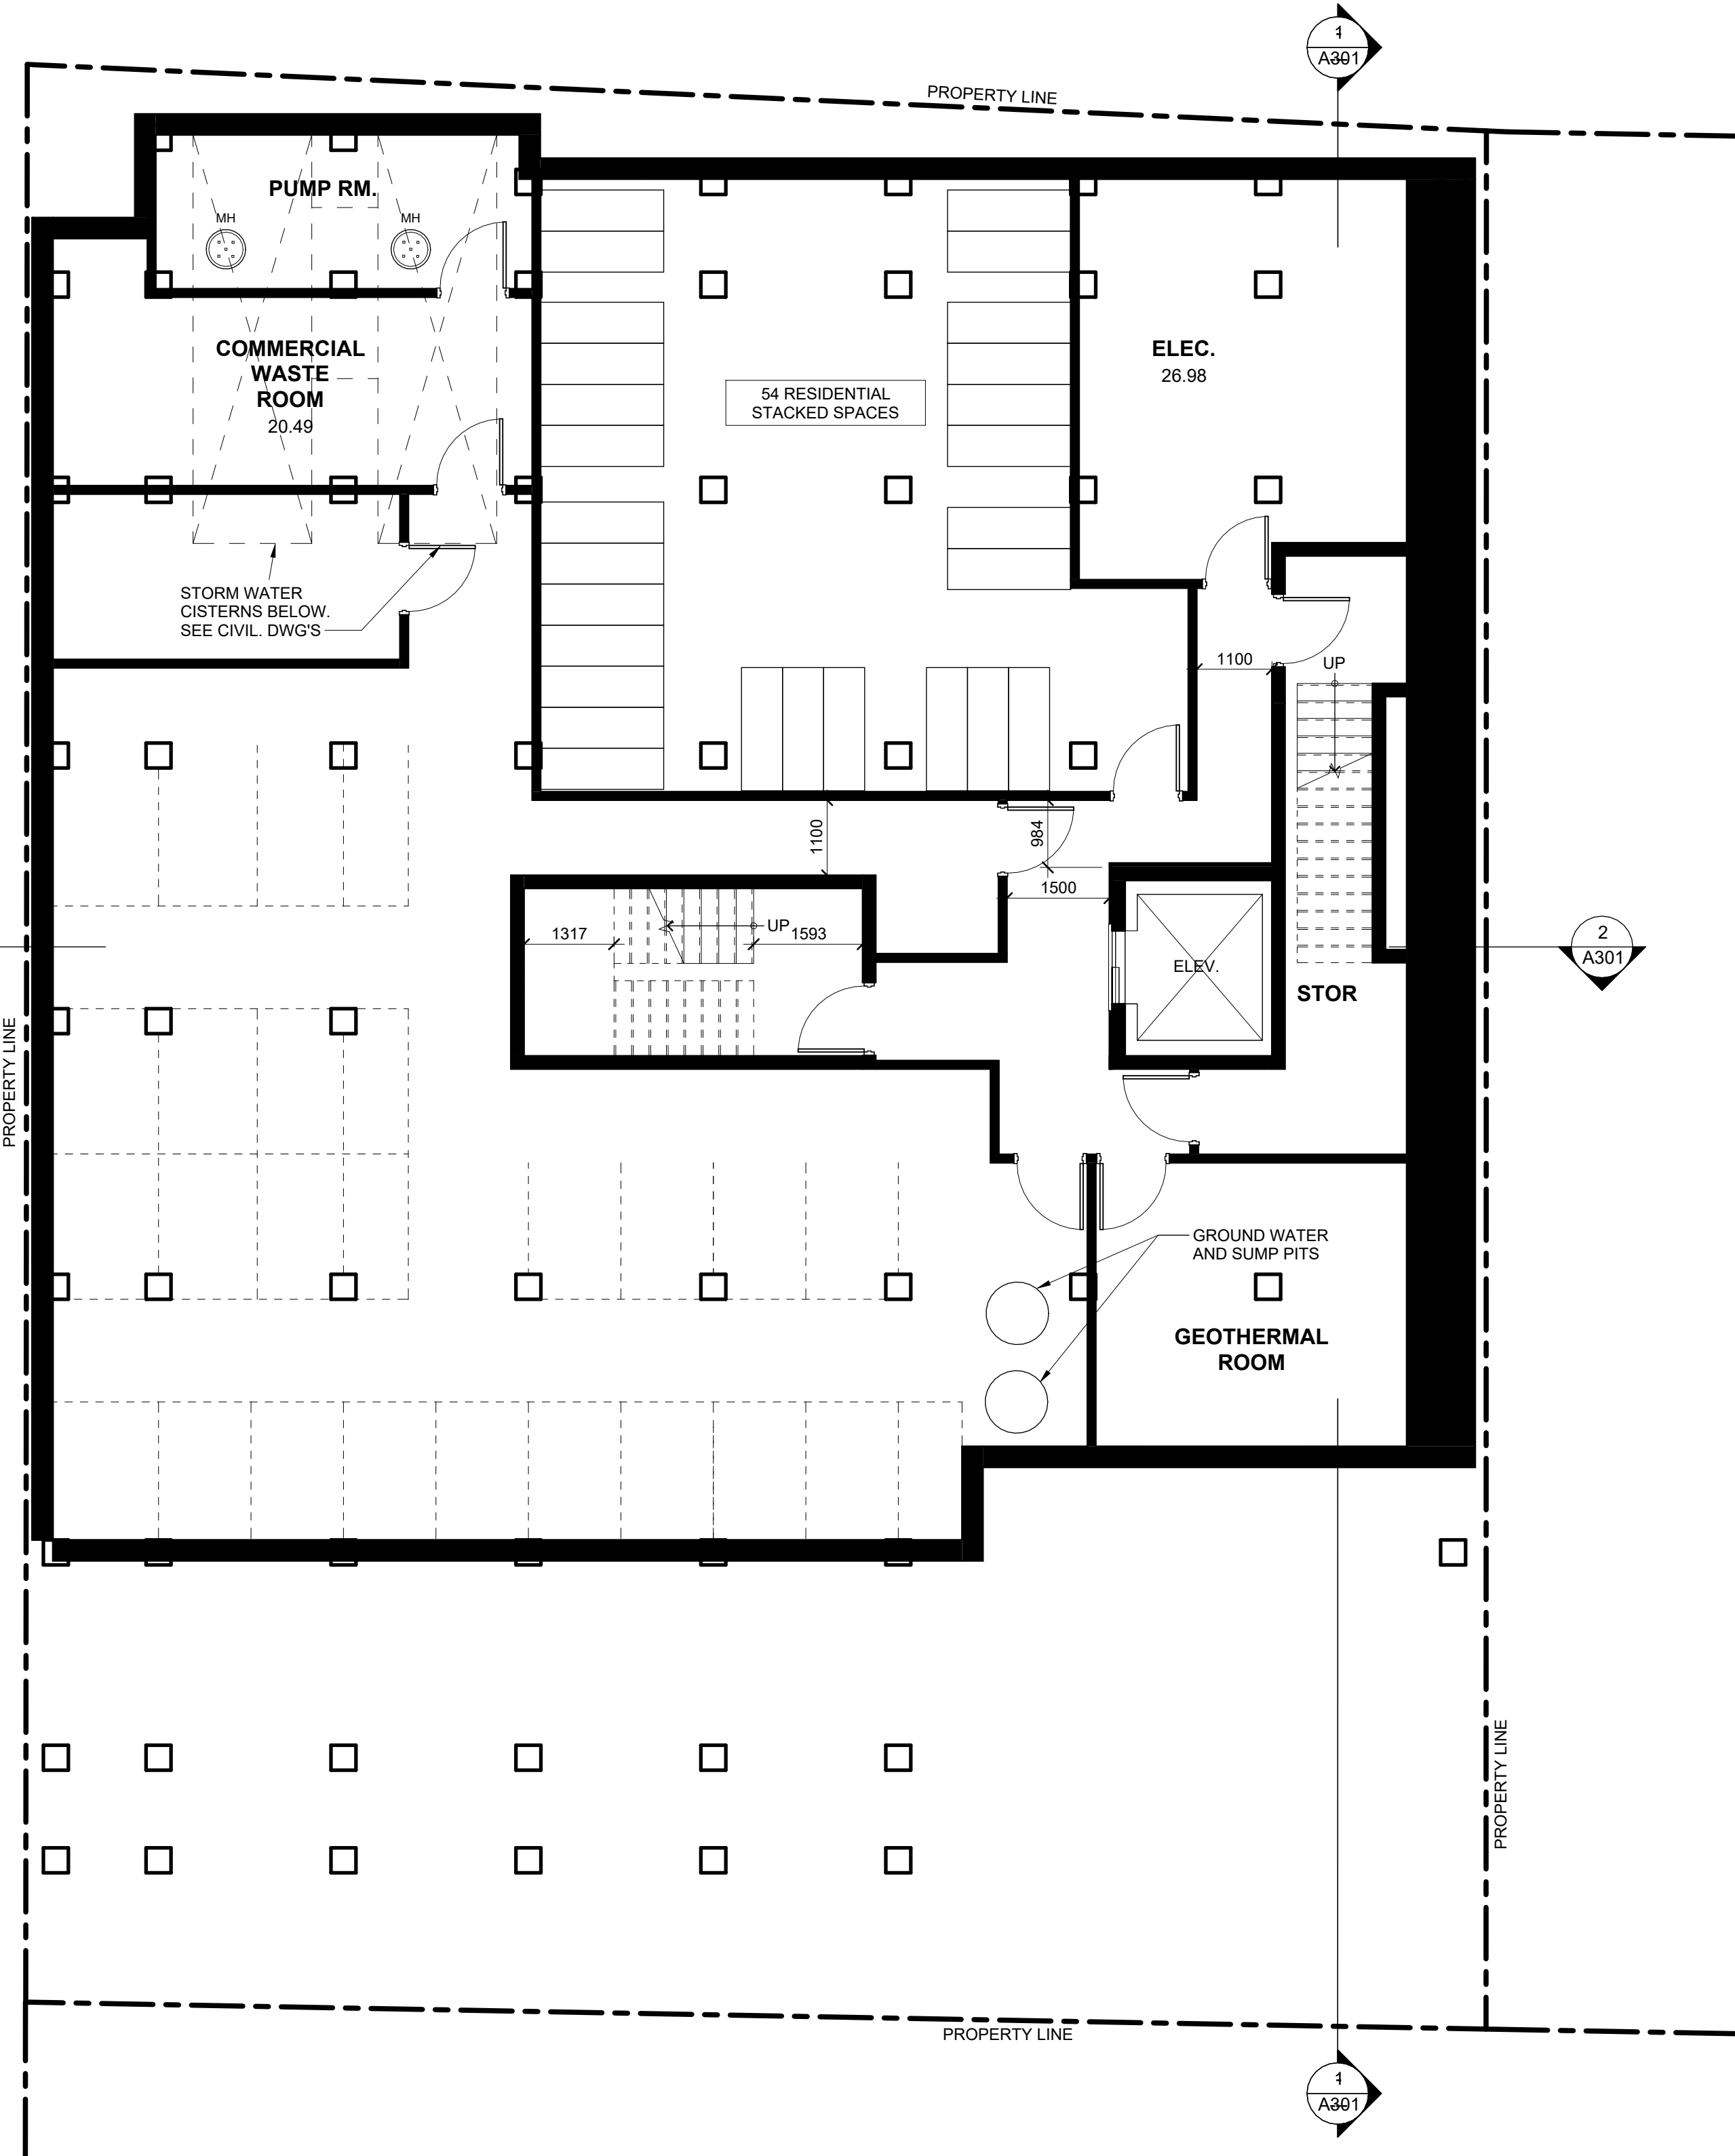 1
A301
PROPERTY LINE
PUMP RM.
MH
MH
COMMERCIAL
WASTE
ROOM
20.49
54 RESIDENTIAL
STACKED SPACES
ELEC.
26.98
STORM WATER
CISTERNS BELOW.
SEE CIVIL. DWG'S
1100
UP
1100
984
1500
1317
UP
1593
ELEV.
STOR
2
A301
PROPERTY LINE
GROUND WATER
AND SUMP PITS
GEOTHERMAL
ROOM
PROPERTY LINE
PROPERTY LINE
1
A301